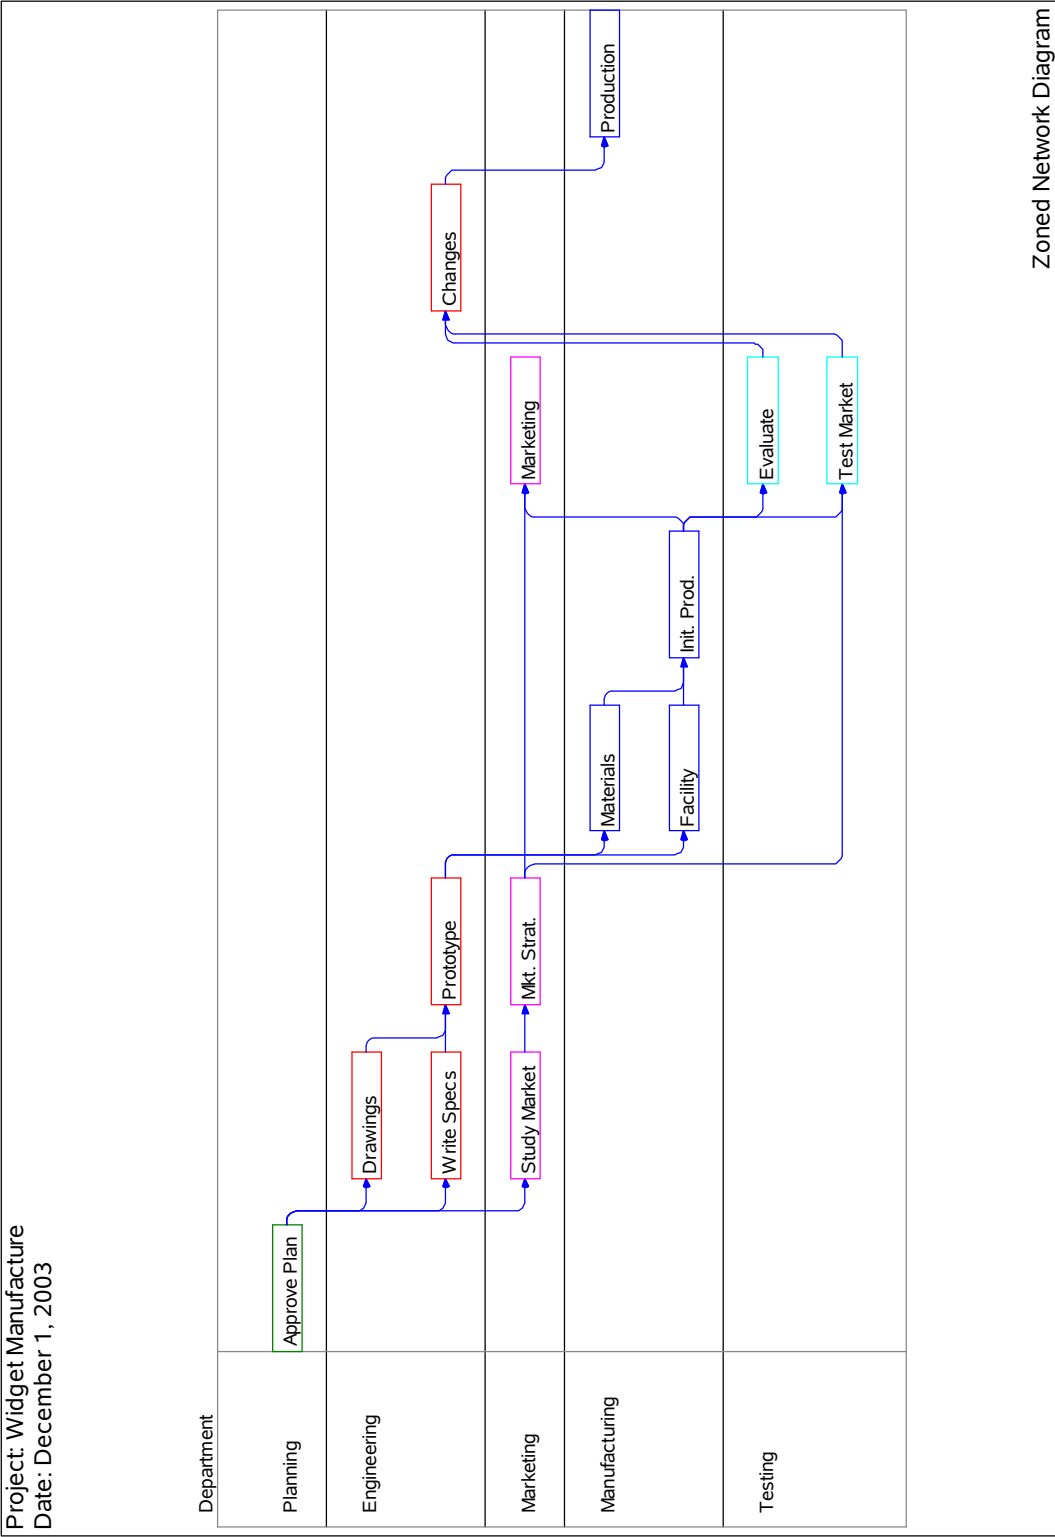 Project: Widget Manufacture
Date: December 1, 2003
Department
Planning
Approve Plan
Engineering
Drawings
Write Specs
Prototype
Changes
Marketing
Study Market
Mkt. Strat.
Marketing
Manufacturing
Materials
Production
Facility
Init. Prod.
Testing
Evaluate
Test Market
Zoned Network Diagram